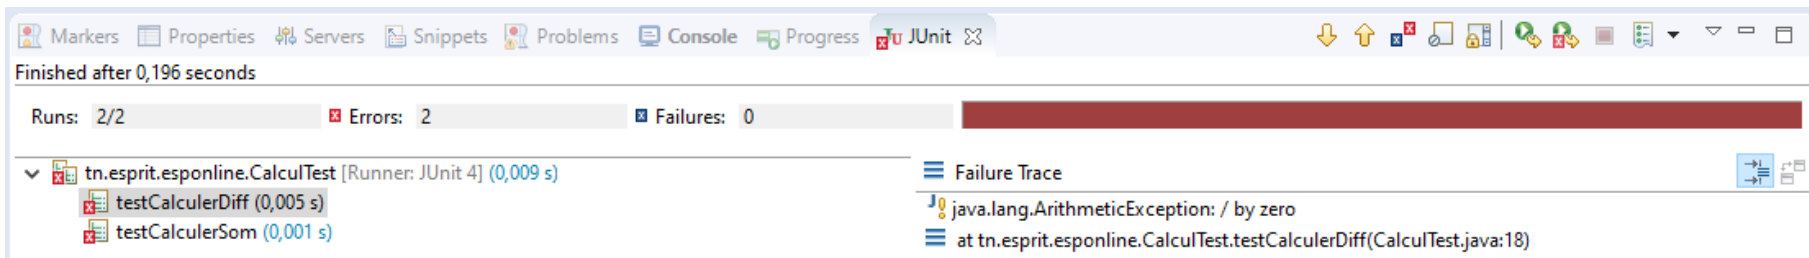 Markers Properties Servers Snippets Problems Console Progress JUnit
Finished after 0,196 seconds
Runs: 2/2 Errors: 2 Failures: 0
tn.esprit.esponline.CalculTest [Runner: JUnit 4] (0,009 s)
testCalculerDiff (0,005 s)
testCalculerSom (0,001 s)
Failure Trace
java.lang.ArithmeticException: / by zero
at tn.esprit.esponline.CalculTest.testCalculerDiff(CalculTest.java:18)